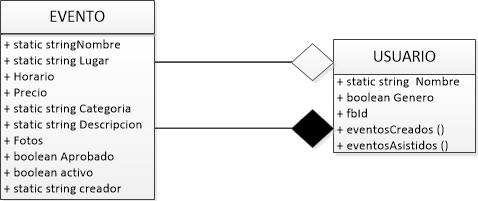 EVENTO
+ static stringNombre
+ static string Lugar
+ Horario
+ Precio
+ static string Categoria
+ static string Descripcion
+ Fotos
+ boolean Aprobado
+ boolean activo
+ static string creador
USUARIO
+ static string  Nombre
+ boolean Genero
+ fbId
+ eventosCreados ()
+ eventosAsistidos ()